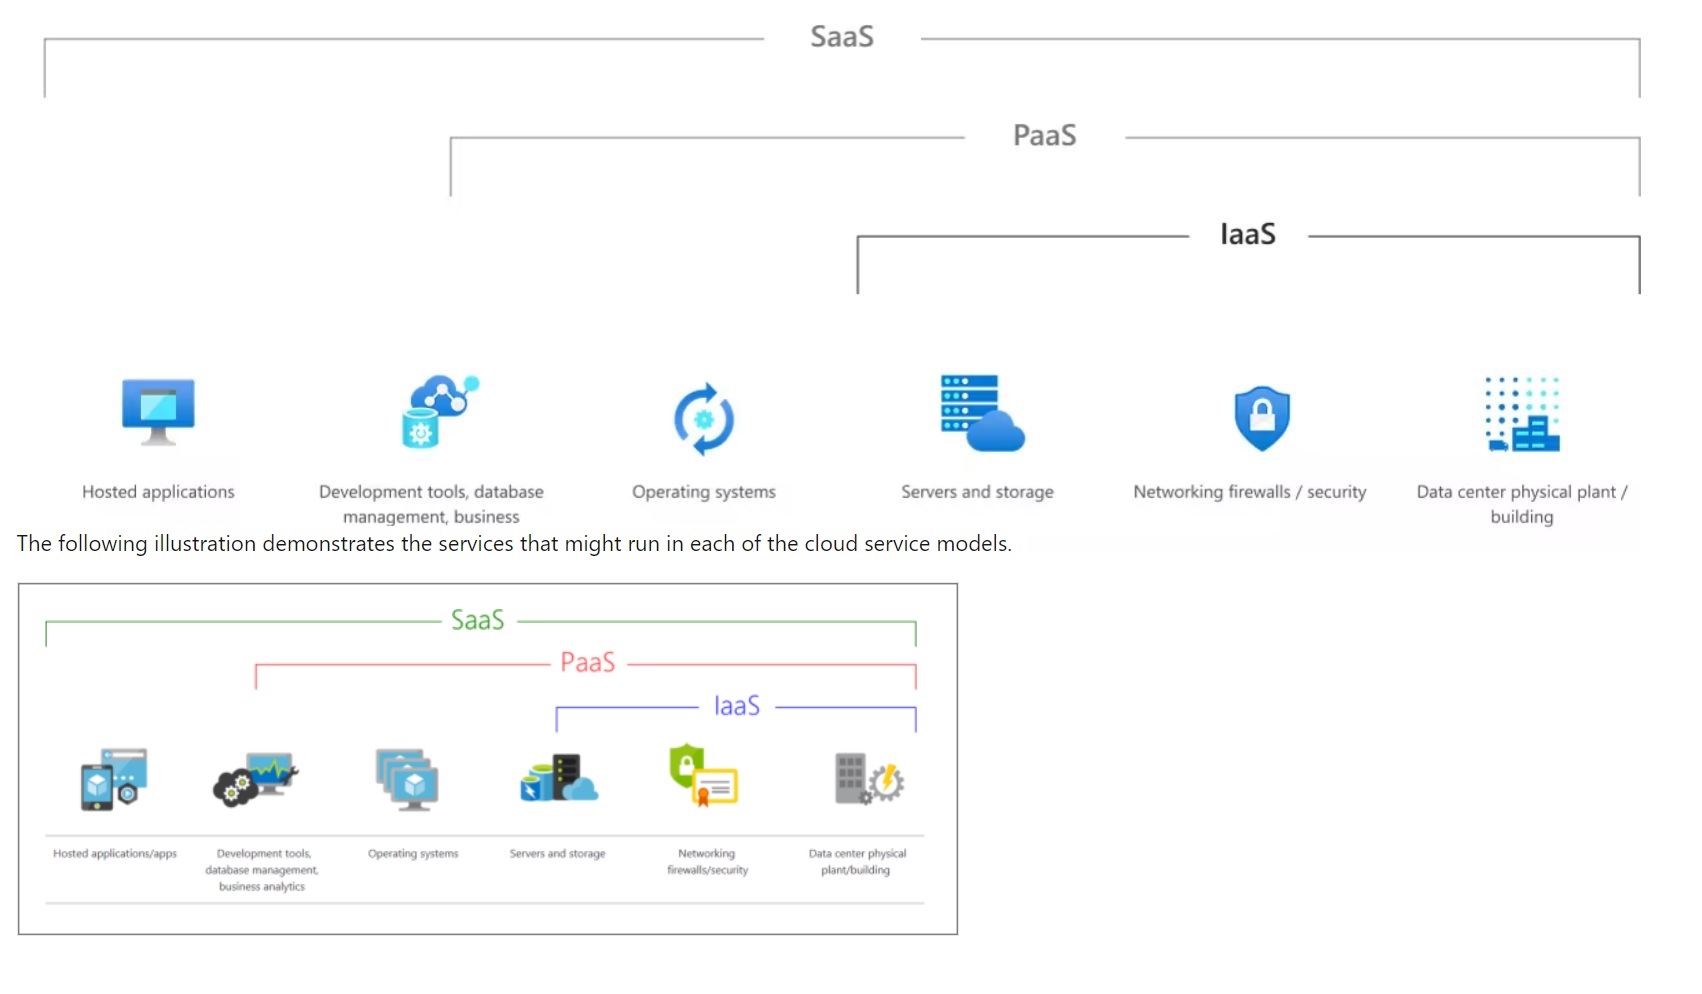 SaaS
PaaS
IaaS
Hosted applications
Development tools, database
management, business
Operating systems
Servers and storage
Networking firewalls / security
Data center physical plant /
building
The following illustration demonstrates the services that might run in each of the cloud service models.
SaaS
PaaS
IaaS
Hosted applications/apps
Development tools,
database management,
business analytics
Operating systems
Servers and storage
Networking
firewalls/security
Data center physical
plant/building